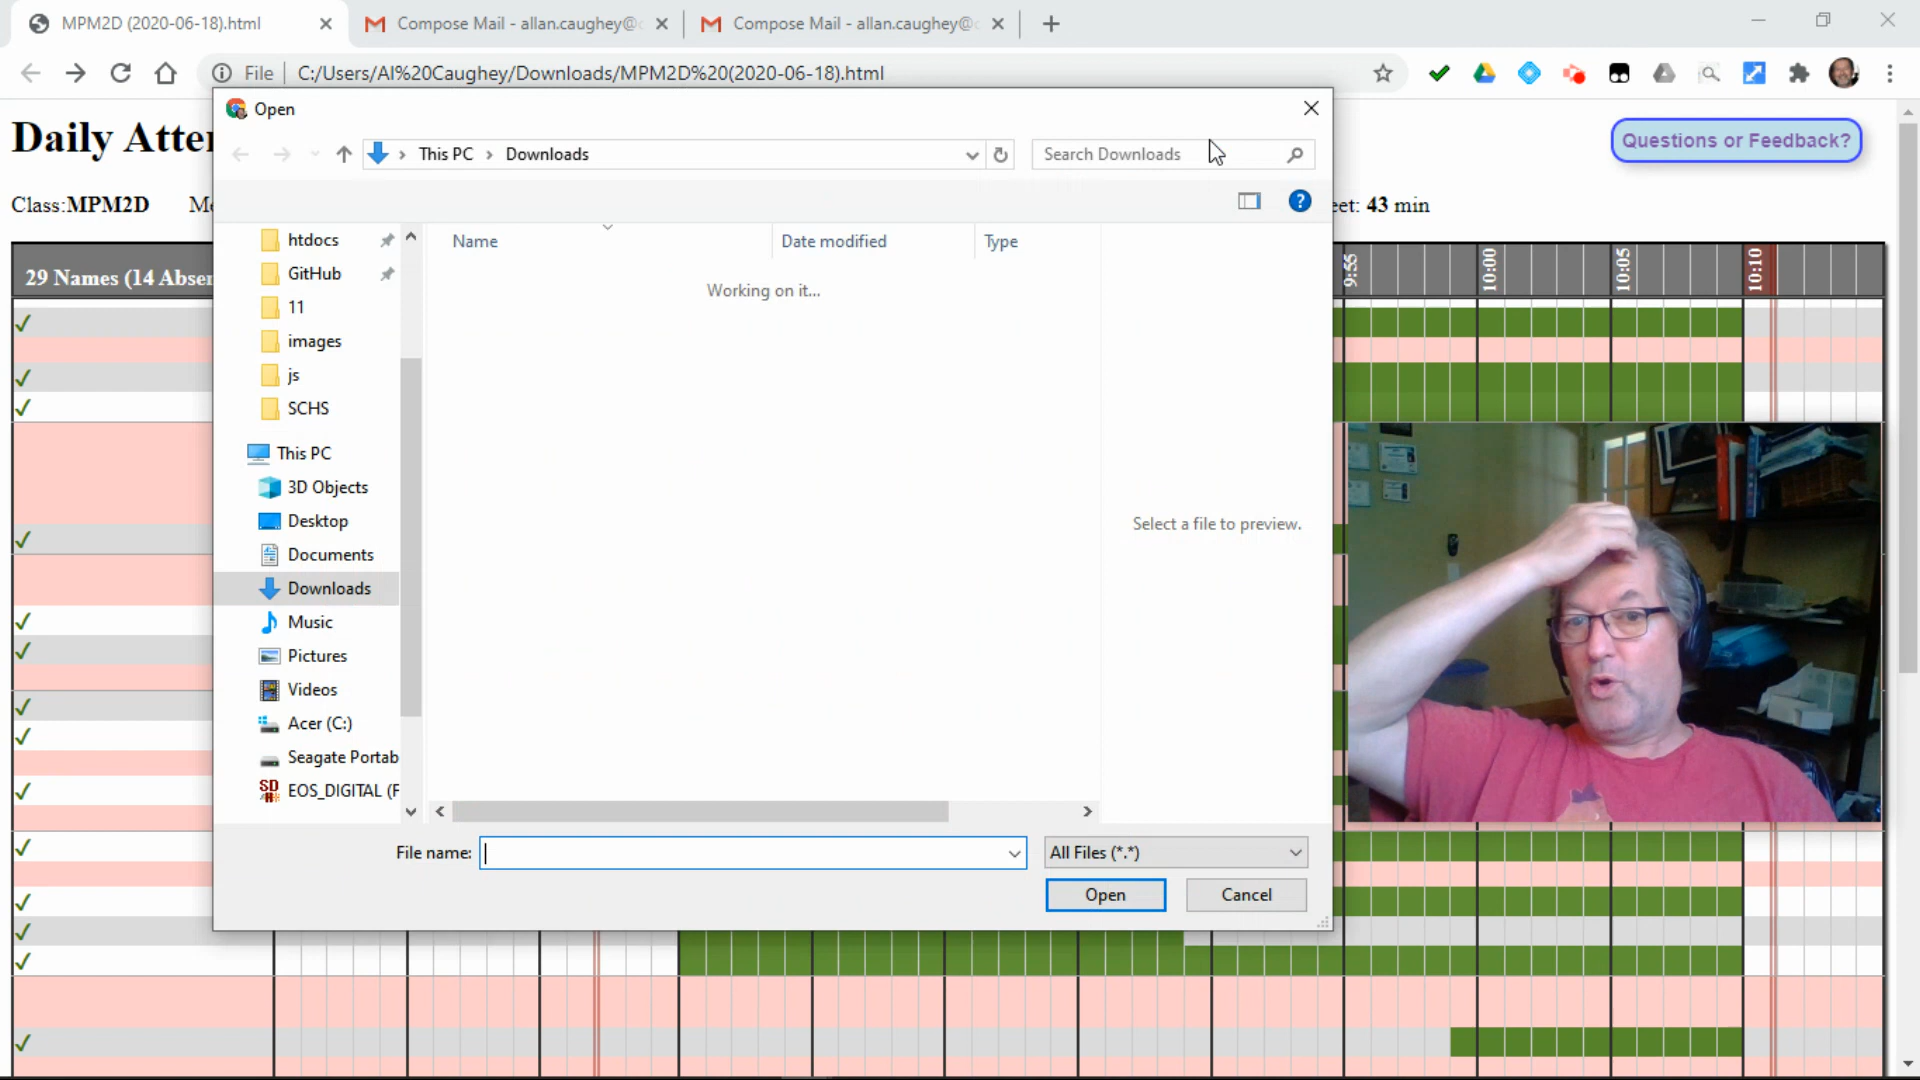 MPM2D (2020-06-18).html
Compose Mail - allan.caughey@
Compose Mail - allan.caughey@
File
C:/Users/Al%20Caughey/Downloads/MPM2D%20(2020-06-18).html
Daily Atte
Questions or Feedback?
Class:MPM2D
Me
eet: 43 min
29 Names (14 Absen
9:55
10:00
10:05
10:10
Open
This PC
Downloads
Search Downloads
Name
Date modified
Type
Working on it...
Select a file to preview.
htdocs
GitHub
11
images
js
SCHS
This PC
3D Objects
Desktop
Documents
Downloads
Music
Pictures
Videos
Acer (C:)
Seagate Portab
EOS_DIGITAL (F
File name:
All Files (*.*)
Open
Cancel